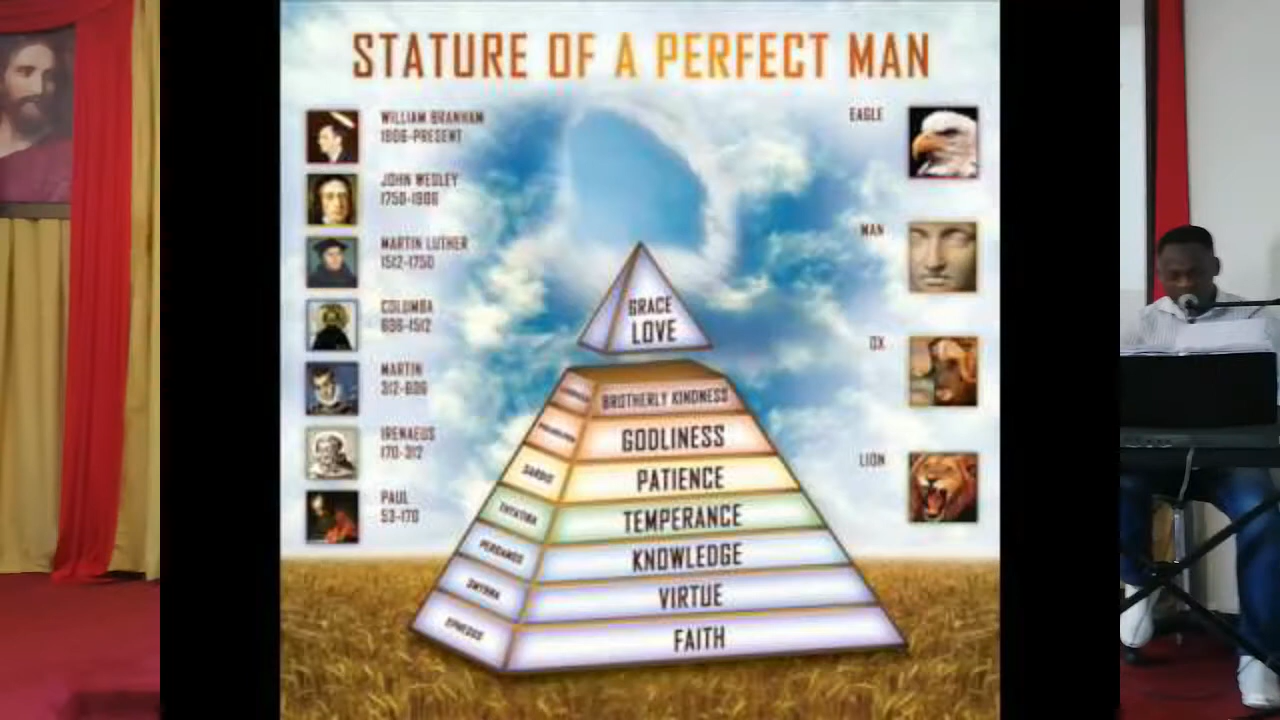 STATURE OF A PERFECT MAN
WILLIAM BRANHAM
1906-PRESENT
JOHN WESLEY
1750-1906
MARTIN LUTHER
1512-1750
COLUMBA
606-1512
MARTIN
312-606
IRENAEUS
170-312
PAUL
53-170
EAGLE
MAN
OX
LION
GRACE
LOVE
BROTHERLY KINDNESS
GODLINESS
SARDIS
PATIENCE
THYATIRA
TEMPERANCE
PERGAMOS
KNOWLEDGE
SMYRNA
VIRTUE
EPHESUS
FAITH